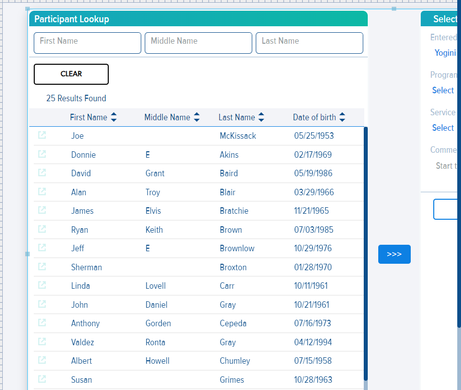 Participant Lookup
First Name Middle Name Last Name
CLEAR
25 Results Found
First Name Middle Name Last Name Date of birth
Joe McKissack 05/25/1953
Donnie E Akins 02/17/1969
David Grant Baird 05/19/1986
Alan Troy Blair 03/29/1966
James Elvis Bratchie 11/21/1965
Ryan Keith Brown 07/03/1985
Jeff E Brownlow 10/29/1976
Sherman Broxton 01/28/1970
Linda Lovell Carr 10/11/1961
John Daniel Gray 10/21/1961
Anthony Gorden Cepeda 07/16/1973
Valdez Ronta Gray 04/12/1994
Albert Howell Chumley 07/15/1958
Susan Grimes 10/28/1963
>>>
Select
Entered
Yogini
Program
Select
Service
Select
Comme
Start t